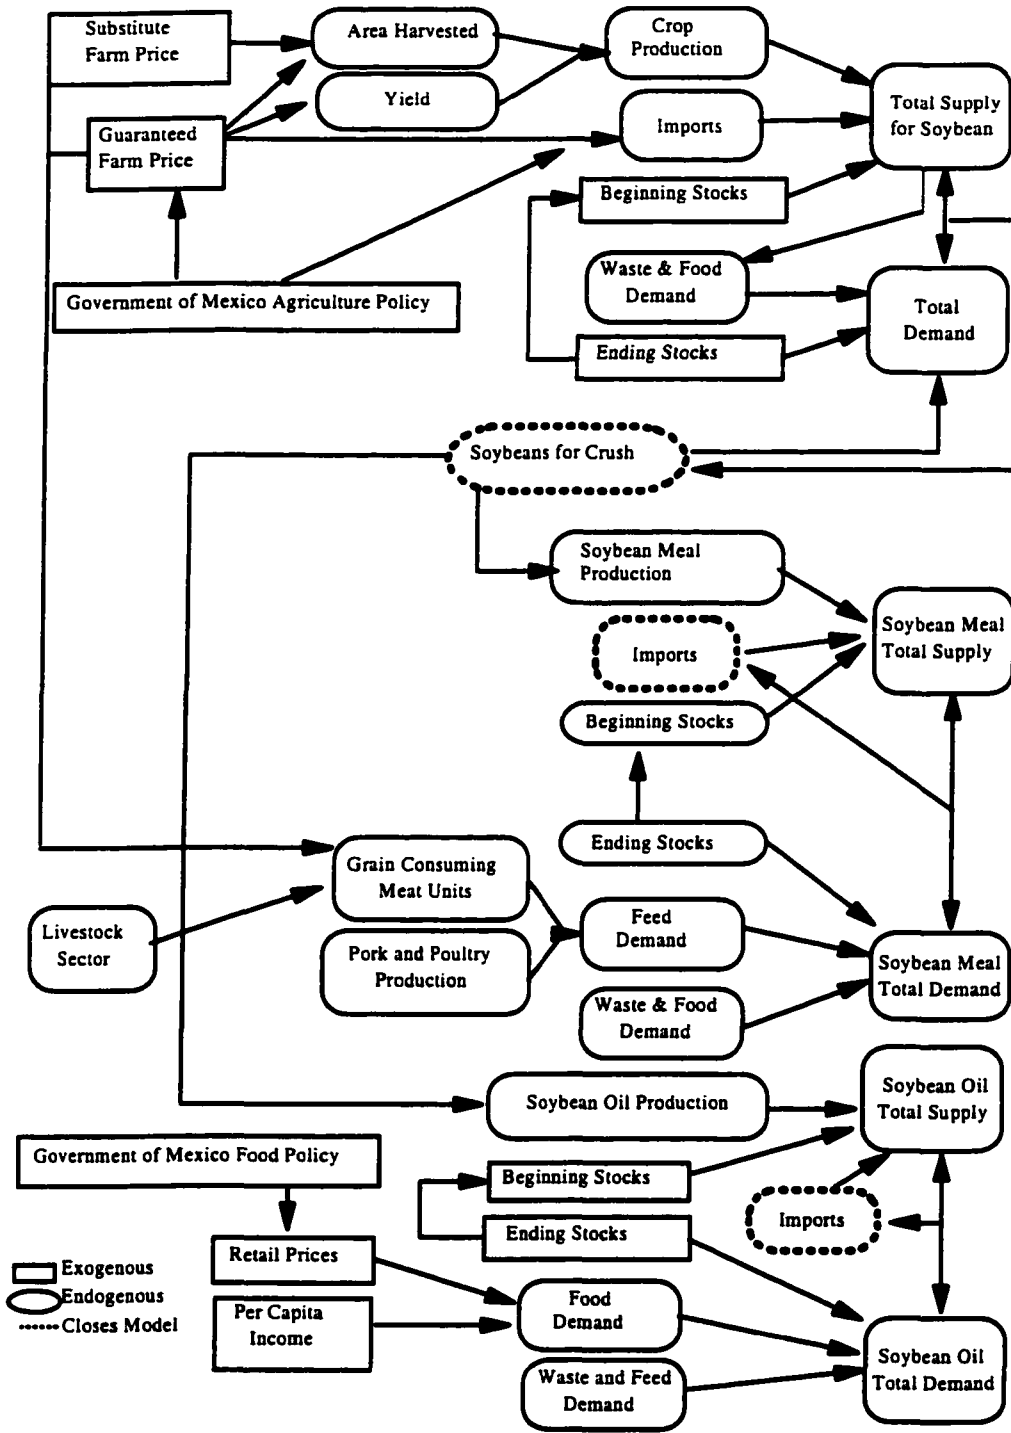 Substitute
Farm Price
Area Harvested
Crop
Production
Yield
Total Supply
for Soybean
Guaranteed
Farm Price
Imports
Beginning Stocks
Waste & Food
Demand
Government of Mexico Agriculture Policy
Total
Demand
Ending Stocks
Soybeans for Crush
Soybean Meal
Production
Soybean Meal
Total Supply
Imports
Beginning Stocks
Ending Stocks
Grain Consuming
Meat Units
Livestock
Sector
Feed
Demand
Pork and Poultry
Production
Soybean Meal
Total Demand
Waste & Food
Demand
Soybean Oil
Total Supply
Soybean Oil Production
Government of Mexico Food Policy
Beginning Stocks
Imports
Ending Stocks
Retail Prices
Exogenous
Endogenous
Closes Model
Per Capita
Income
Food
Demand
Soybean Oil
Total Demand
Waste and Feed
Demand